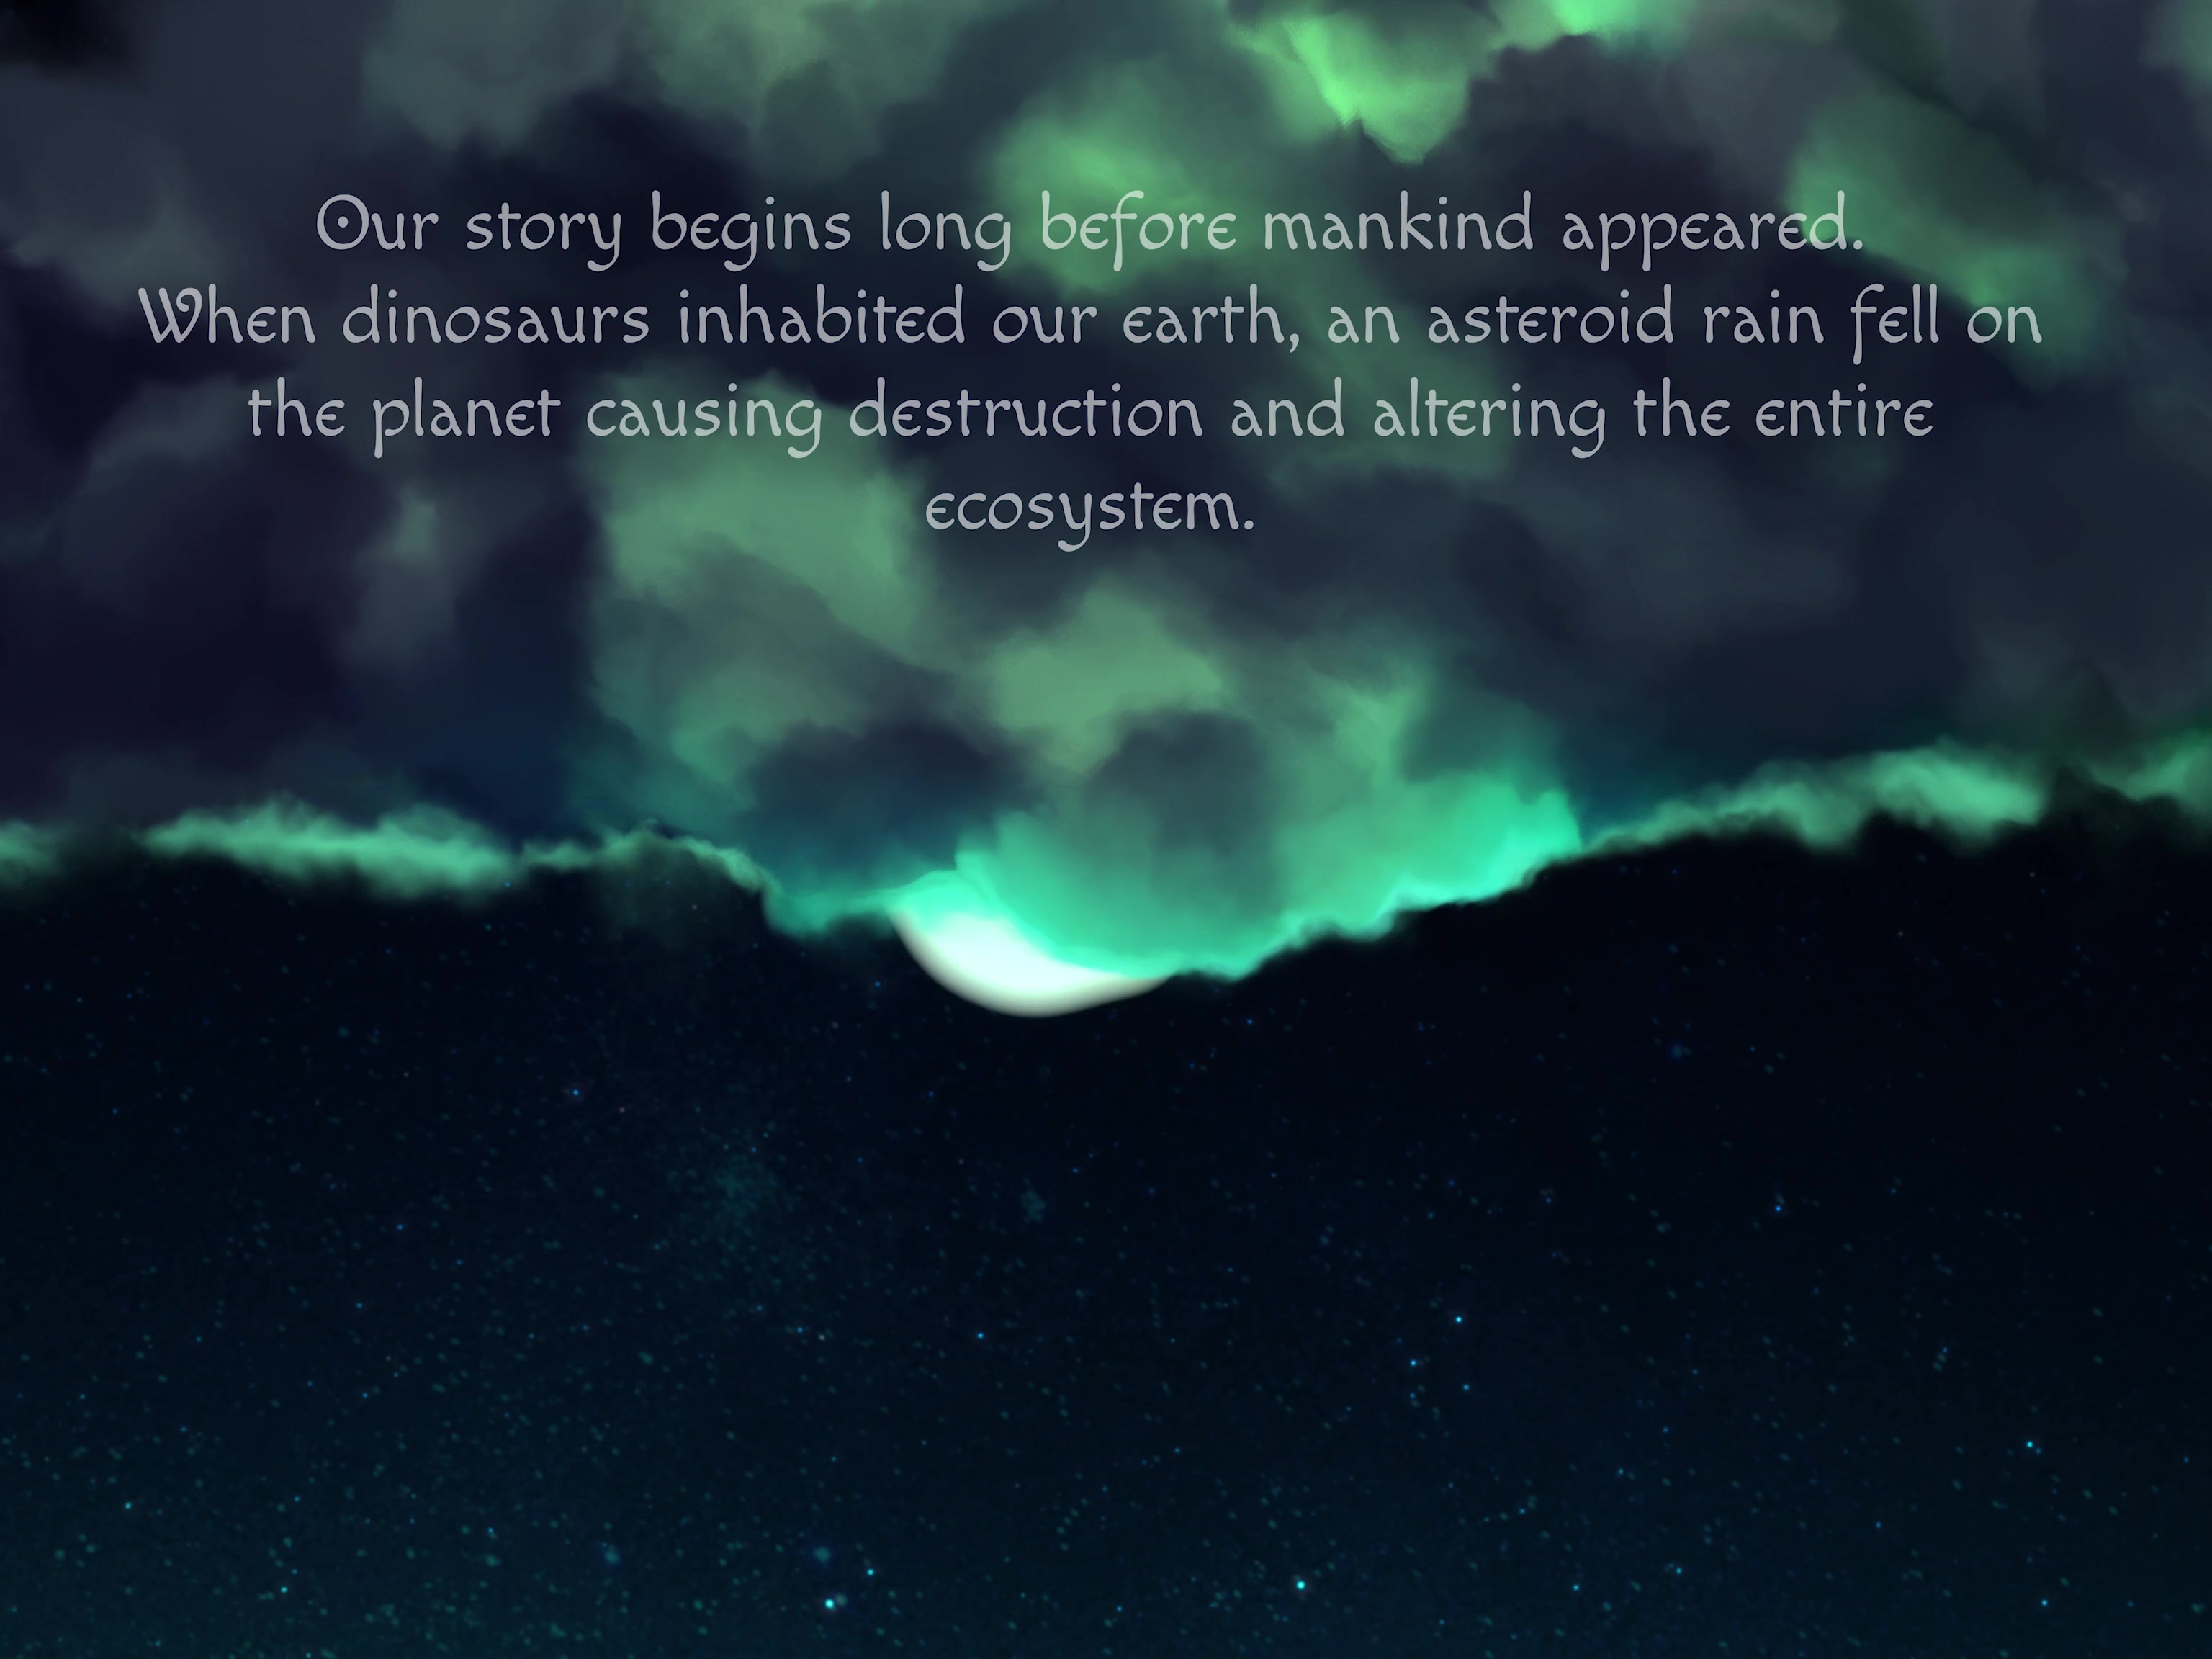 Our story begins long before mankind appeared.
When dinosaurs inhabited our earth, an asteroid rain fell on
the planet causing destruction and altering the entire
ecosystem.